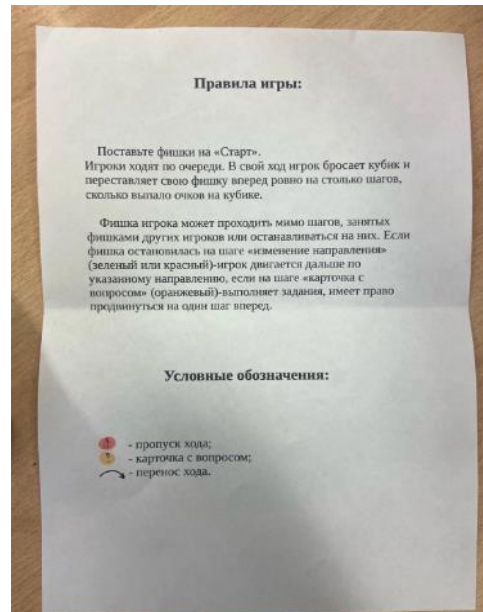 Правила игры:
Поставьте фишки на «Старт».
Игроки ходят по очереди. В свой ход игрок бросает кубик и
переставляет свою фишку вперед ровно на столько шагов,
сколько выпало очков на кубике.
Фишка игрока может проходить мимо шагов, занятых
фишками других игроков или останавливаться на них. Если
фишка остановилась на шаге «изменение направления»
(зеленый или красный)-игрок двигается дальше по
указанному направлению, если на шаге «карточка с
вопросом» (оранжевый)-выполняет задания, имеет право
продвинуться на один шаг вперед.
Условные обозначения:
! - пропуск хода;
! - карточка с вопросом;
- перенос хода.